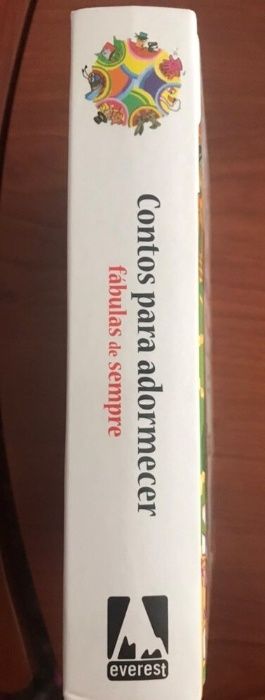 Contos para adormecer
fábulas de sempre
everest